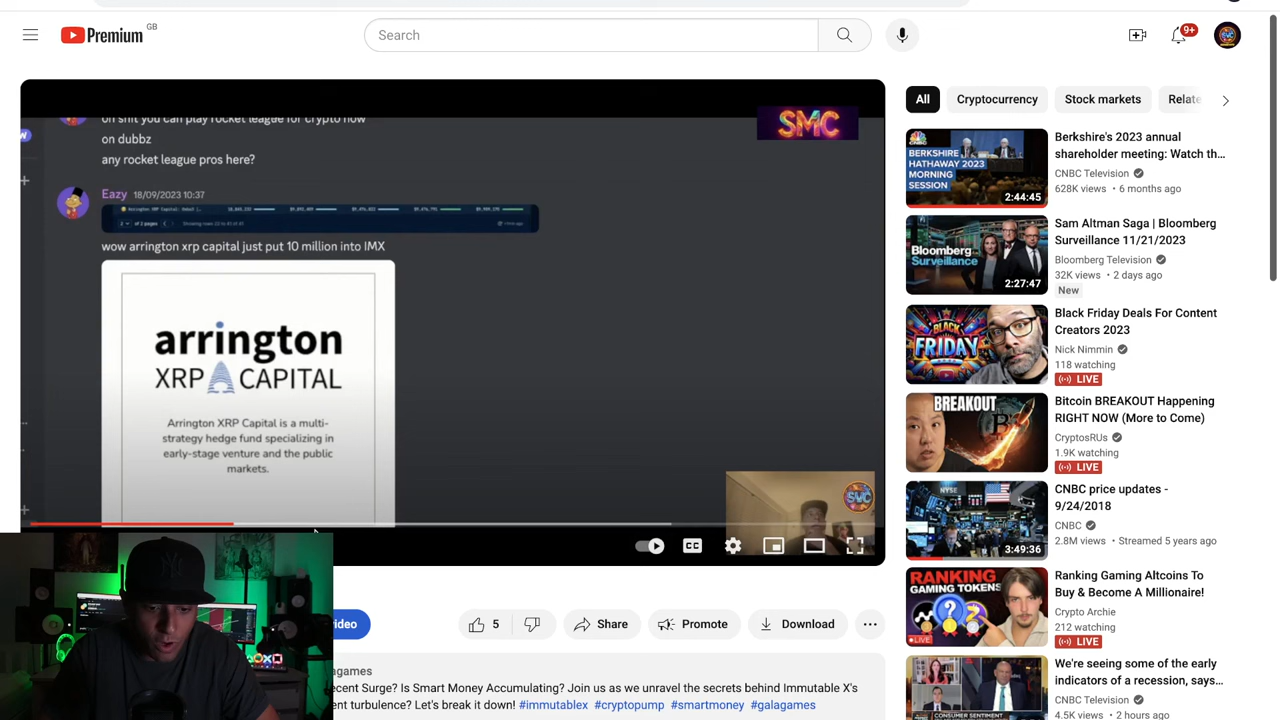 Premium GB
Search
9+
oh shit you can play rocket league for crypto now
on dubbz
any rocket league pros here?
SMC
Eazy 18/09/2023 10:37
wow arrington xrp capital just put 10 million into IMX
arrington
XRP CAPITAL
Arrington XRP Capital is a multi-
strategy hedge fund specializing in
early-stage venture and the public
markets.
SMC
CC
ideo
5
Share
Promote
Download
agames
ecent Surge? Is Smart Money Accumulating? Join us as we unravel the secrets behind Immutable X's
nt turbulence? Let's break it down! #immutablex #cryptopump #smartmoney #galagames
All
Cryptocurrency
Stock markets
Relate
BERKSHIRE
HATHAWAY 2023
MORNING
SESSION
2:44:45
Berkshire's 2023 annual
shareholder meeting: Watch th...
CNBC Television
628K views • 6 months ago
Bloomberg
Surveillance
2:27:47
Sam Altman Saga | Bloomberg
Surveillance 11/21/2023
Bloomberg Television
32K views • 2 days ago
New
BLACK
FRIDAY
Black Friday Deals For Content
Creators 2023
Nick Nimmin
118 watching
LIVE
BREAKOUT
Bitcoin BREAKOUT Happening
RIGHT NOW (More to Come)
CryptosRUs
1.9K watching
LIVE
NYSE
3:49:36
CNBC price updates -
9/24/2018
CNBC
2.8M views • Streamed 5 years ago
RANKING
GAMING
TOKENS
LIVE
Ranking Gaming Altcoins To
Buy & Become A Millionaire!
Crypto Archie
212 watching
LIVE
CONSUMER SENTIMENT
We're seeing some of the early
indicators of a recession, says...
CNBC Television
4.5K views • 2 hours ago